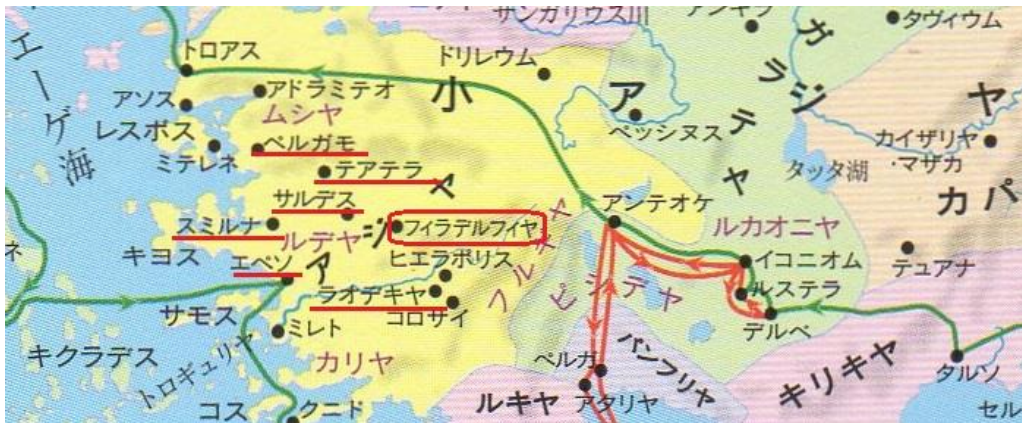 サンガリウス川
タヴィウム
トロアス
ドリレウム
ガラテヤ
アドラミテオ
小アジア
アソス
ムシヤ
ペッシヌス
カイザリヤ
・マザカ
エーゲ海
レスボス
ミテレネ
ペルガモ
テアテラ
タッタ湖
サルデス
アンテオケ
カパ
スミルナ
ルデヤ
フィラデルフィヤ
フルギヤ
ルカオニヤ
キヨス
エペソ
ヒエラポリス
イコニオム
テュアナ
ラオデキヤ
コロサイ
ピシデヤ
ルステラ
サモス
ミレト
デルベ
キクラデス
トロギュリヤ
カリヤ
ペルガ
パンフリヤ
キリキヤ
タルソ
コス
クニド
ルキヤ
アタリヤ
セル